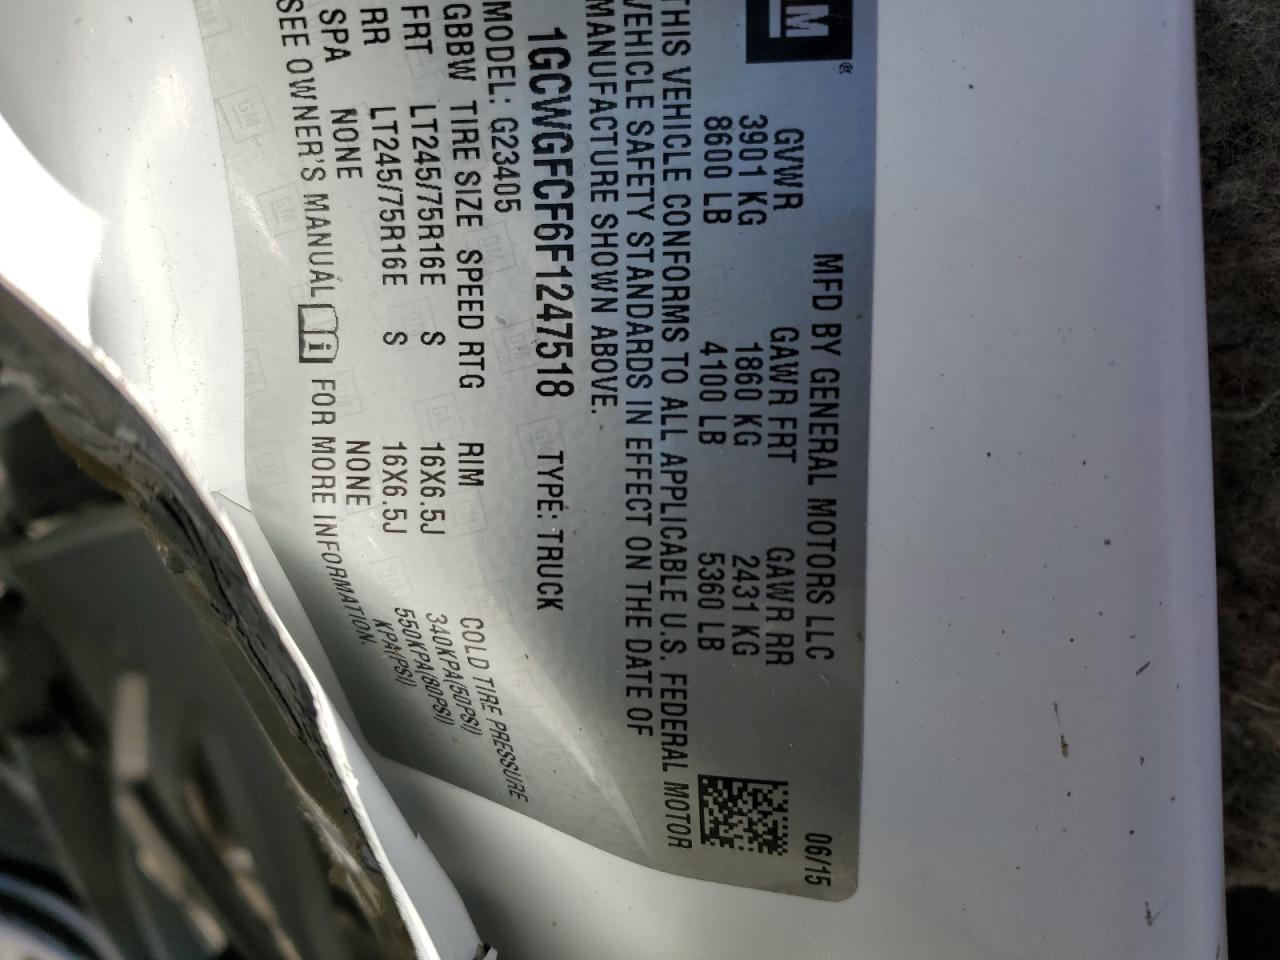 GM®
MFD BY GENERAL MOTORS LLC 06/15
GVWR GAWR FRT GAWR RR
3901 KG 1860 KG 2431 KG
8600 LB 4100 LB 5360 LB
THIS VEHICLE CONFORMS TO ALL APPLICABLE U.S. FEDERAL MOTOR
VEHICLE SAFETY STANDARDS IN EFFECT ON THE DATE OF
MANUFACTURE SHOWN ABOVE.
1GCWGFCF6F1247518 TYPE: TRUCK
MODEL: G23405
GBBW TIRE SIZE SPEED RTG RIM COLD TIRE PRESSURE
FRT LT245/75R16E S 16X6.5J 340KPA(50PSI)
RR LT245/75R16E S 16X6.5J 550KPA(80PSI)
SPA NONE NONE KPA(PSI)
SEE OWNER'S MANUAL i FOR MORE INFORMATION.